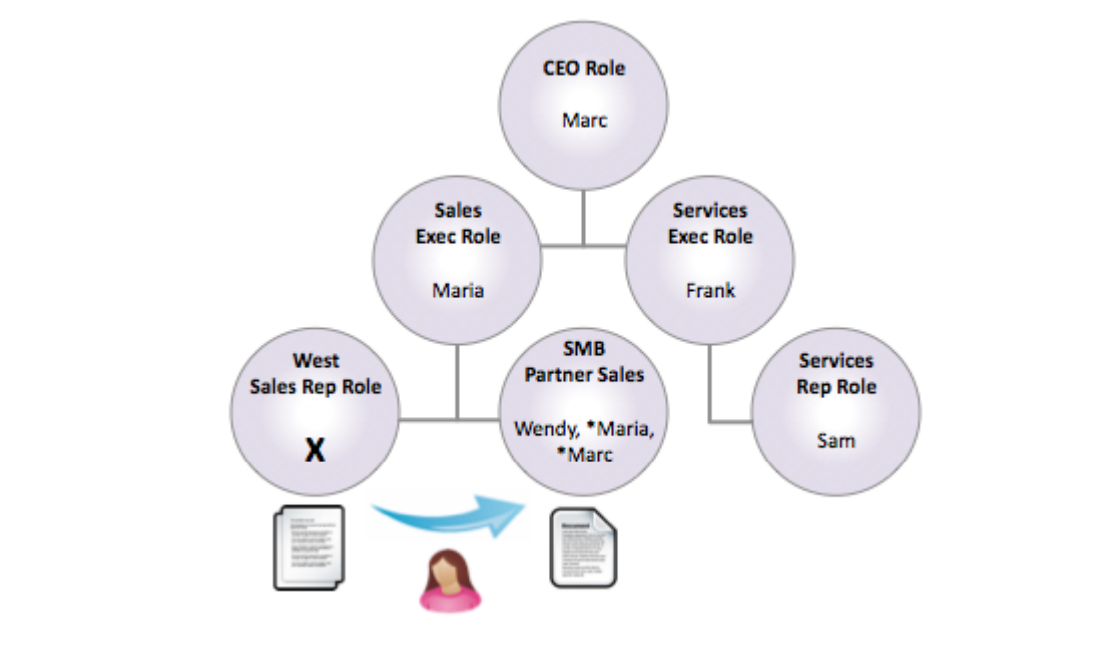 CEO Role
Marc
Sales
Exec Role
Maria
Services
Exec Role
Frank
West
Sales Rep Role
X
SMB
Partner Sales
Wendy, *Maria,
*Marc
Services
Rep Role
Sam
Document